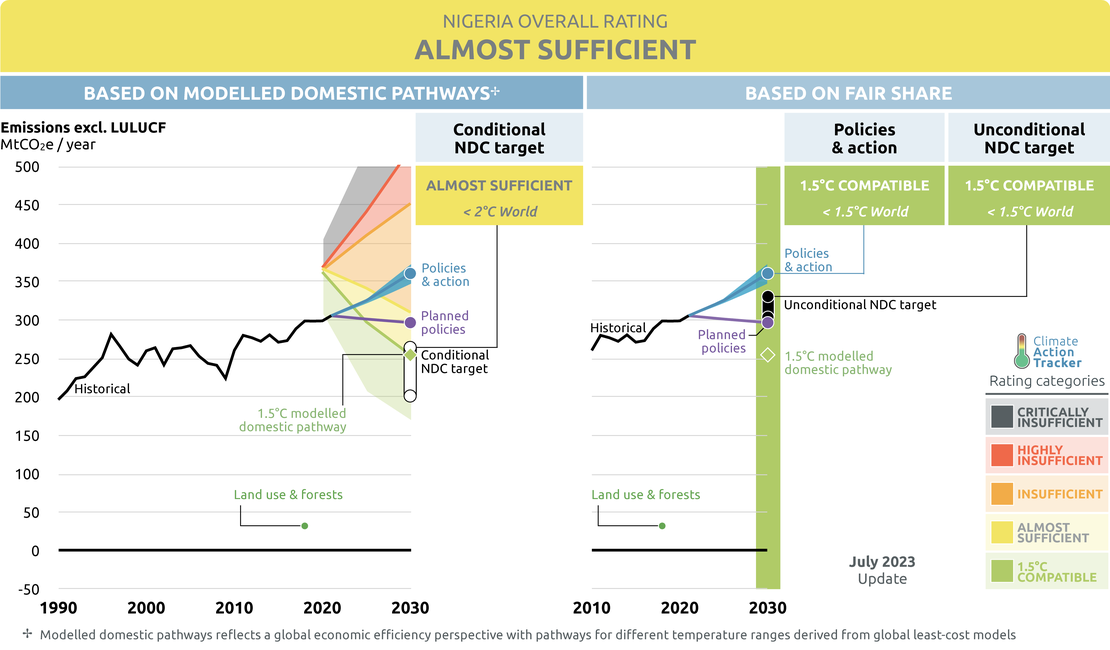 NIGERIA OVERALL RATING
ALMOST SUFFICIENT
BASED ON MODELLED DOMESTIC PATHWAYS✢
BASED ON FAIR SHARE
Emissions excl. LULUCF
MtCO₂e / year
Conditional
NDC target
ALMOST SUFFICIENT
< 2°C World
Policies
& action
1.5°C COMPATIBLE
< 1.5°C World
Unconditional
NDC target
1.5°C COMPATIBLE
< 1.5°C World
500
450
400
350
300
250
200
150
100
50
0
-50
Policies
& action
Planned
policies
Conditional
NDC target
Historical
1.5°C modelled
domestic pathway
Land use & forests
1990
2000
2010
2020
2030
Policies
& action
Unconditional NDC target
Historical
Planned
policies
1.5°C modelled
domestic pathway
Land use & forests
2010
2020
2030
July 2023
Update
Climate
Action
Tracker
Rating categories
CRITICALLY
INSUFFICIENT
HIGHLY
INSUFFICIENT
INSUFFICIENT
ALMOST
SUFFICIENT
1.5°C
COMPATIBLE
✢ Modelled domestic pathways reflects a global economic efficiency perspective with pathways for different temperature ranges derived from global least-cost models